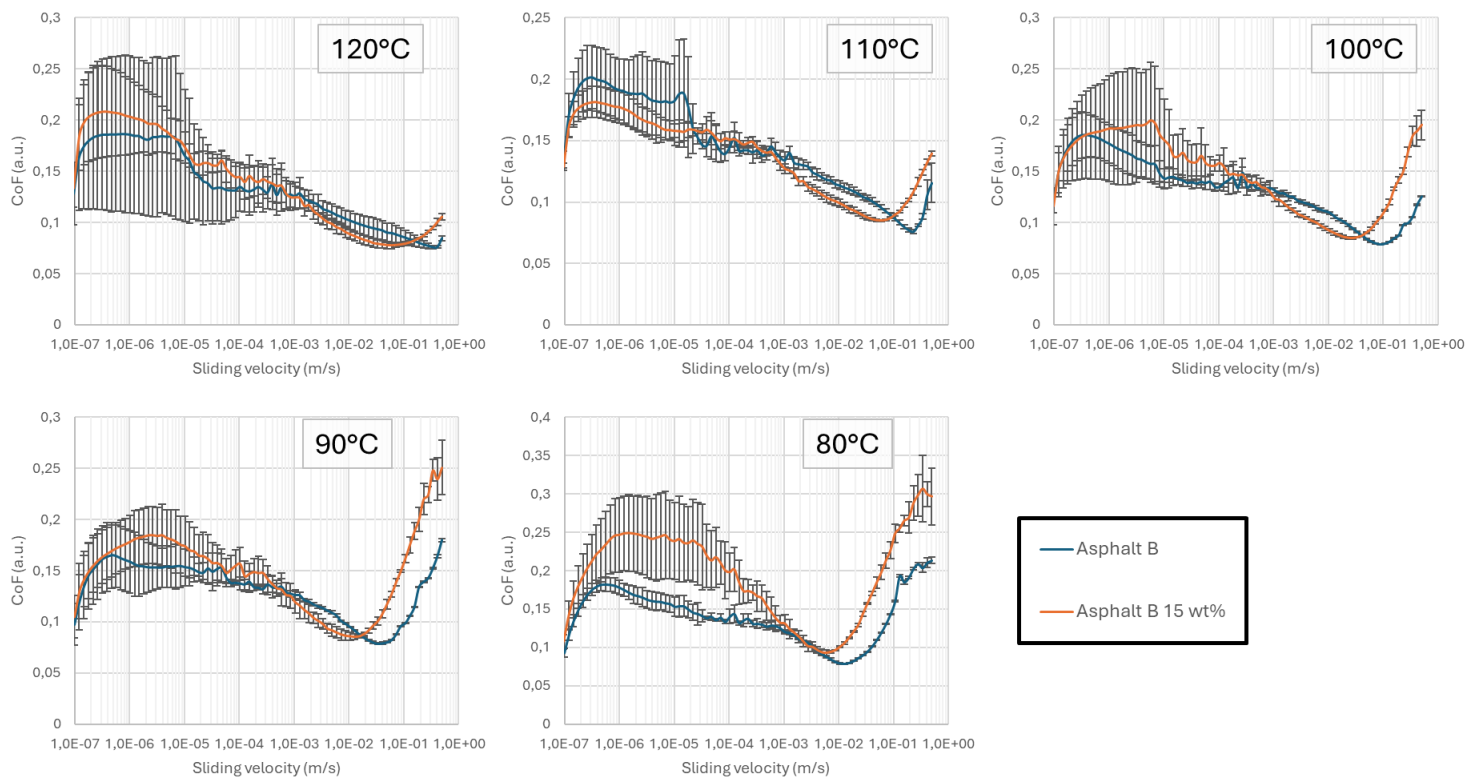 120°C
0,3
0,25
0,2
0,15
0,1
0,05
0
CoF (a.u.)
1,0E-07 1,0E-06 1,0E-05 1,0E-04 1,0E-03 1,0E-02 1,0E-01 1,0E+00
Sliding velocity (m/s)
110°C
0,25
0,2
0,15
0,1
0,05
0
CoF (a.u.)
1,0E-07 1,0E-06 1,0E-05 1,0E-04 1,0E-03 1,0E-02 1,0E-01 1,0E+00
Sliding velocity (m/s)
100°C
0,3
0,25
0,2
0,15
0,1
0,05
0
CoF (a.u.)
1,0E-07 1,0E-06 1,0E-05 1,0E-04 1,0E-03 1,0E-02 1,0E-01 1,0E+00
Sliding velocity (m/s)
90°C
0,3
0,25
0,2
0,15
0,1
0,05
0
CoF (a.u.)
1,0E-07 1,0E-06 1,0E-05 1,0E-04 1,0E-03 1,0E-02 1,0E-01 1,0E+00
Sliding velocity (m/s)
80°C
0,4
0,35
0,3
0,25
0,2
0,15
0,1
0,05
0
CoF (a.u.)
1,0E-07 1,0E-06 1,0E-05 1,0E-04 1,0E-03 1,0E-02 1,0E-01 1,0E+00
Sliding velocity (m/s)
Asphalt B
Asphalt B 15 wt%